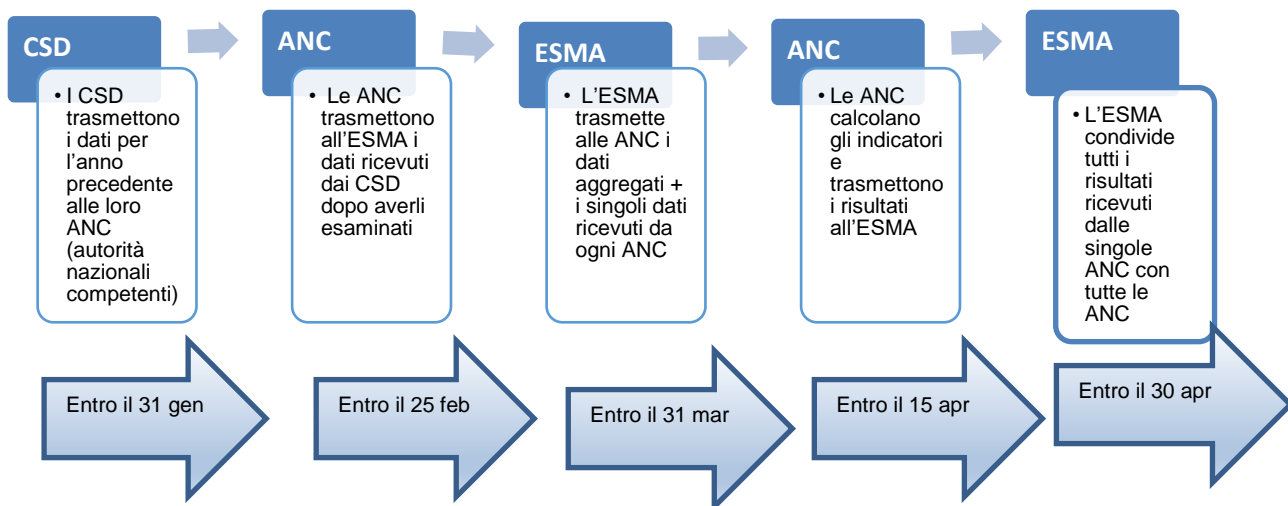 CSD
• I CSD
trasmettono
i dati per
l'anno
precedente
alle loro
ANC
(autorità
nazionali
competenti)
Entro il 31 gen
ANC
• Le ANC
trasmettono
all'ESMA i
dati ricevuti
dai CSD
dopo averli
esaminati
Entro il 25 feb
ESMA
• L'ESMA
trasmette
alle ANC i
dati
aggregati +
i singoli dati
ricevuti da
ogni ANC
Entro il 31 mar
ANC
• Le ANC
calcolano
gli indicatori
e
trasmettono
i risultati
all'ESMA
Entro il 15 apr
ESMA
• L'ESMA
condivide
tutti i
risultati
ricevuti
dalle
singole
ANC con
tutte le
ANC
Entro il 30 apr